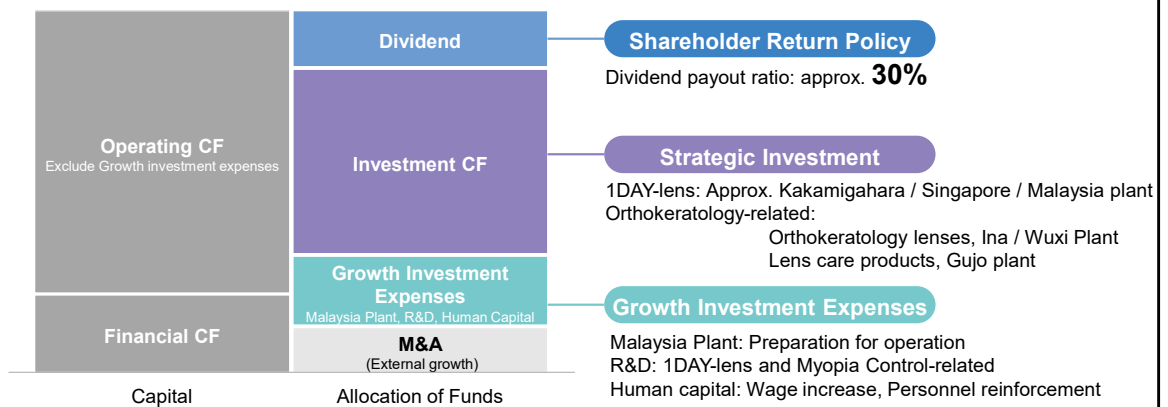 Operating CF
Exclude Growth investment expenses
Financial CF
Capital
Dividend
Investment CF
Growth Investment
Expenses
Malaysia Plant, R&D, Human Capital
M&A
(External growth)
Allocation of Funds
Shareholder Return Policy
Dividend payout ratio: approx. 30%
Strategic Investment
1DAY-lens: Approx. Kakamigahara / Singapore / Malaysia plant
Orthokeratology-related:
Orthokeratology lenses, Ina / Wuxi Plant
Lens care products, Gujo plant
Growth Investment Expenses
Malaysia Plant: Preparation for operation
R&D: 1DAY-lens and Myopia Control-related
Human capital: Wage increase, Personnel reinforcement